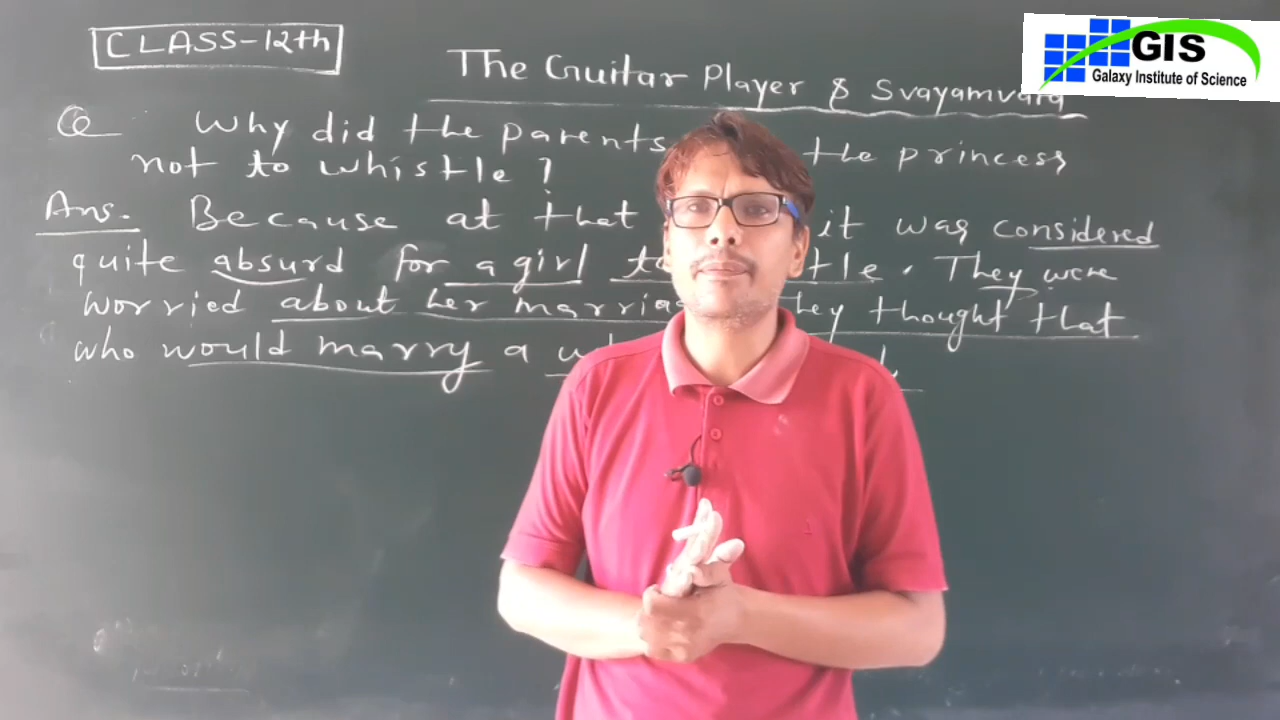 CLASS-12th
GIS
Galaxy Institute of Science
The Guitar Player & Svayamvara
Q Why did the parents the princess
not to whistle?
Ans. Because at that it was considered
quite absurd for a girl . They were
worried about her thought that
who would marry a